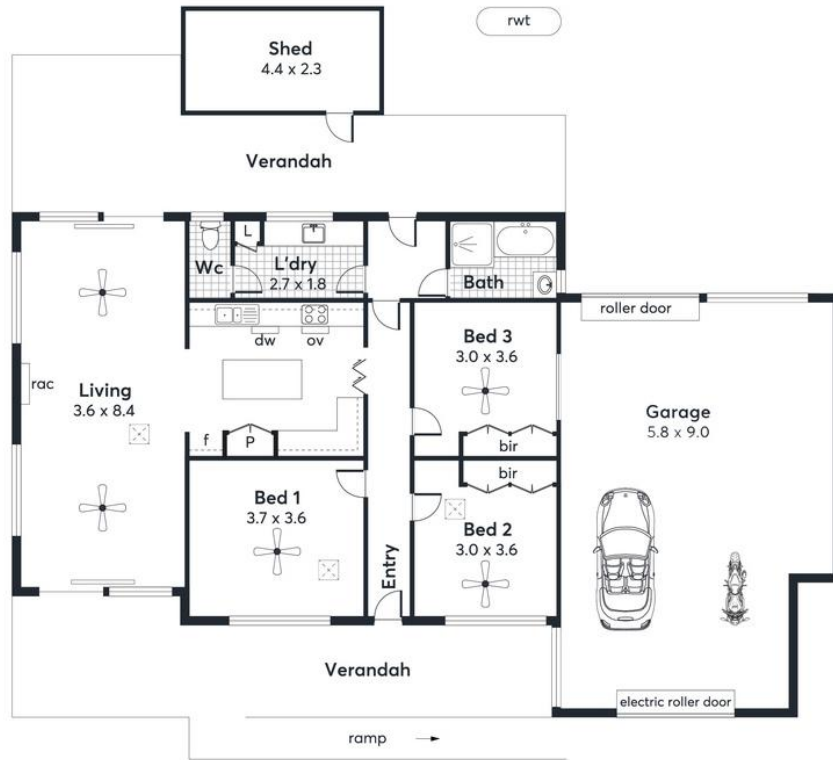 rwt
Shed
4.4 x 2.3
Verandah
L
Wc
L'dry
2.7 x 1.8
Bath
roller door
dw
ov
Bed 3
3.0 x 3.6
rac
Living
3.6 x 8.4
Garage
5.8 x 9.0
f
P
bir
bir
Bed 1
3.7 x 3.6
Bed 2
3.0 x 3.6
Entry
Verandah
electric roller door
ramp